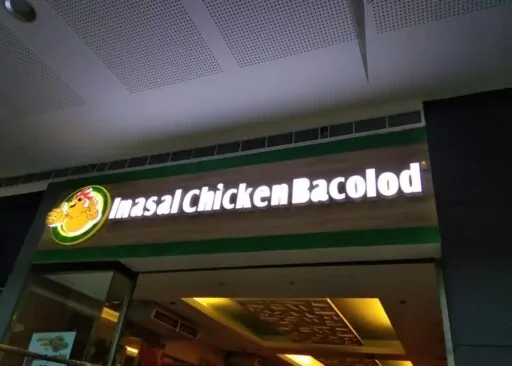 Inasal Chicken Bacolod